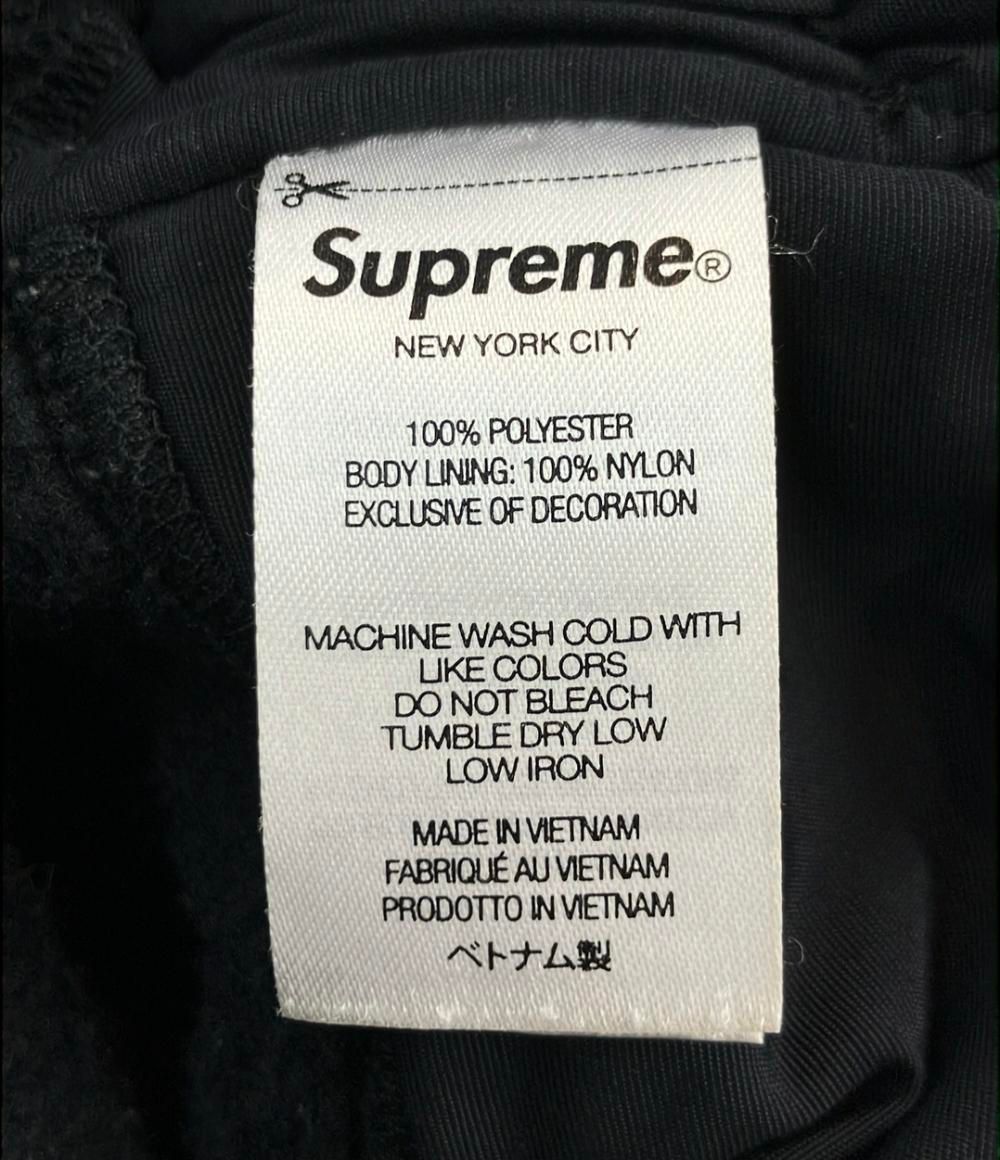 Supreme®
NEW YORK CITY
100% POLYESTER
BODY LINING: 100% NYLON
EXCLUSIVE OF DECORATION
MACHINE WASH COLD WITH
LIKE COLORS
DO NOT BLEACH
TUMBLE DRY LOW
LOW IRON
MADE IN VIETNAM
FABRIQUÉ AU VIETNAM
PRODOTTO IN VIETNAM
ベトナム製